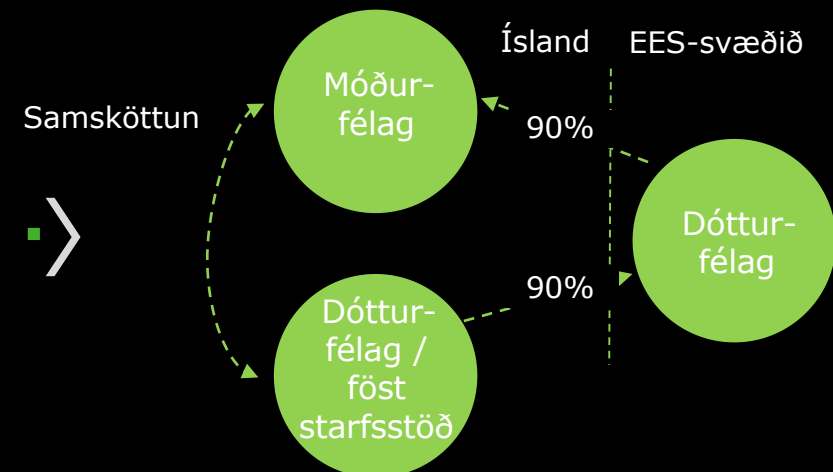 Ísland
EES-svæðið
Samsköttun
Móður-
félag
90%
Dóttur-
félag
90%
Dóttur-
félag /
föst
starfsstöð